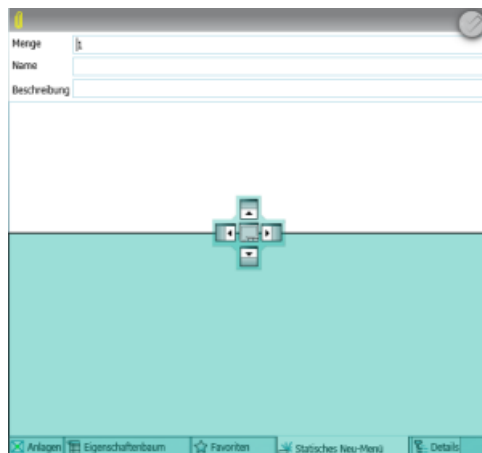 Menge 1
Name
Beschreibung
Anlagen Eigenschaftenbaum Favoriten Statisches Neu-Menü Details